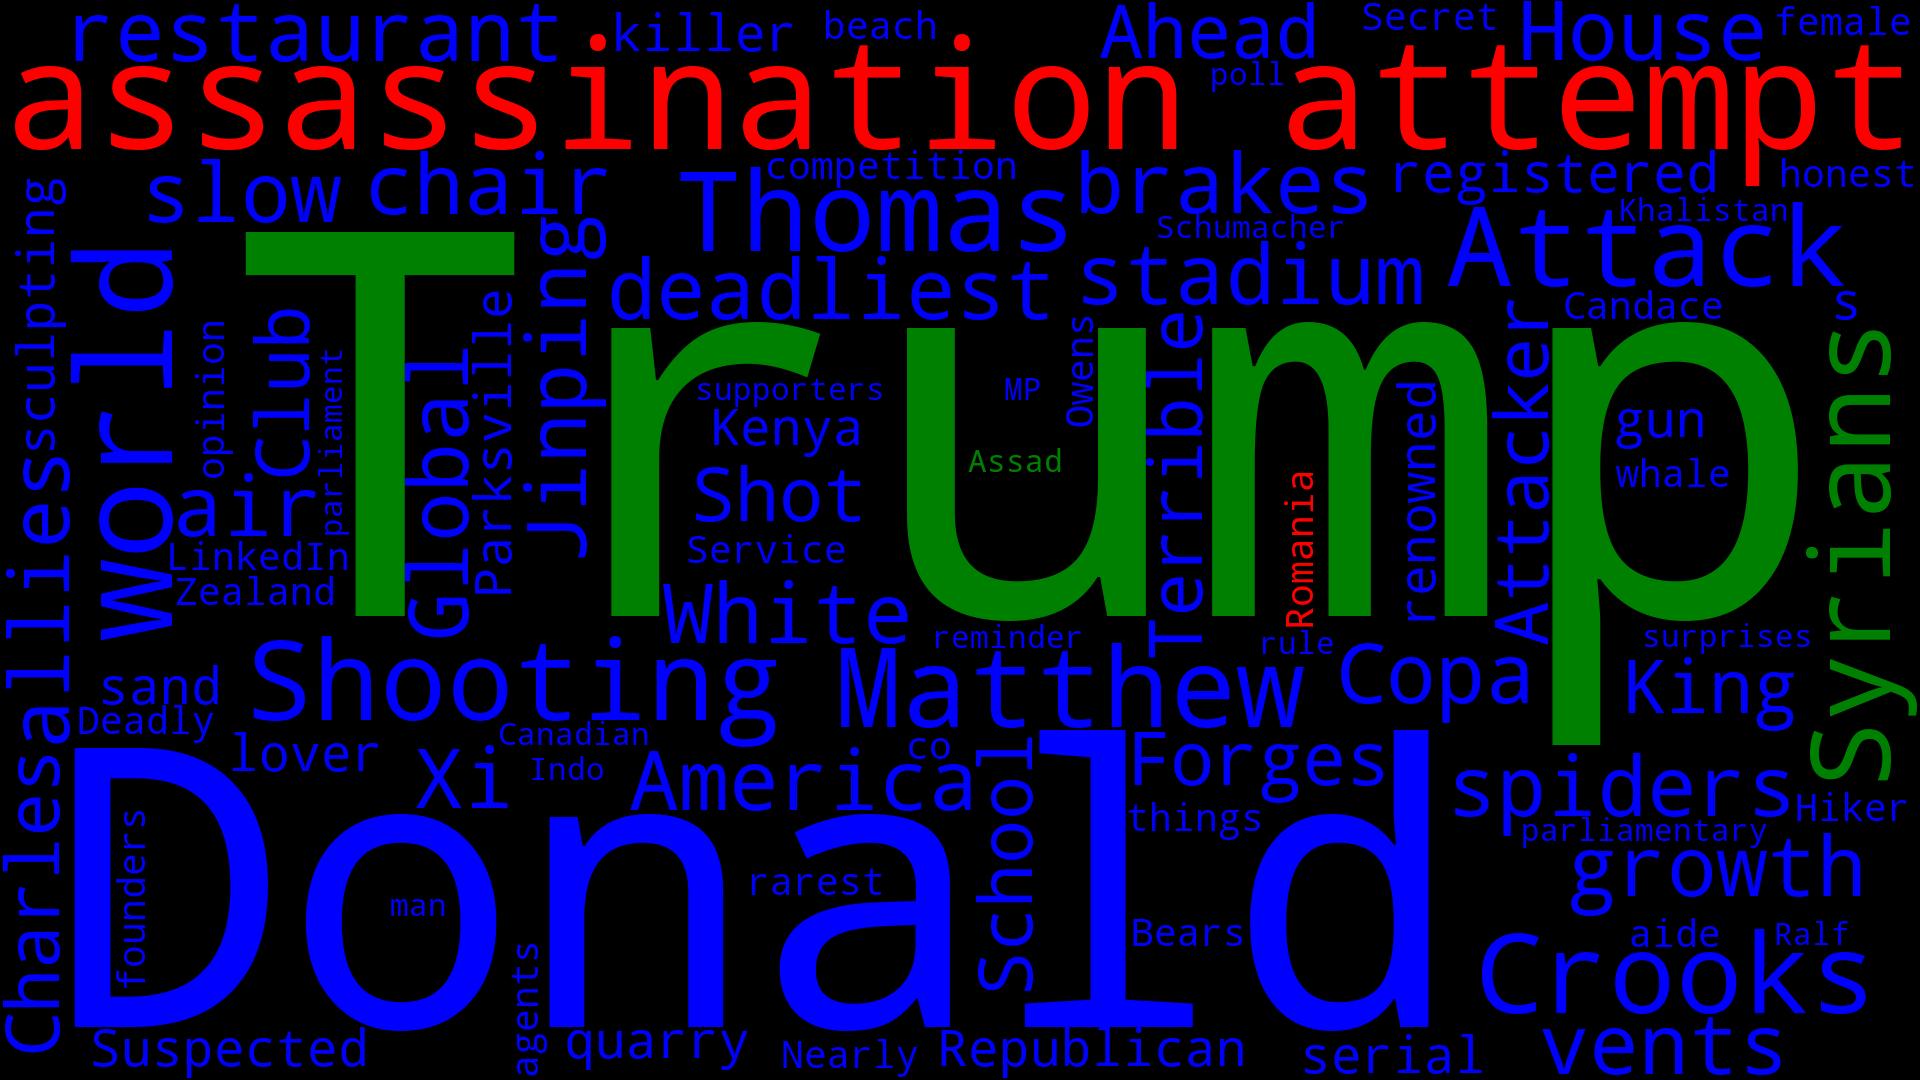 restaurant killer beach Ahead Secret House female
assassination attempt
poll
slow chair competition brakes registered honest
Thomas
Schumacher Khalistan
Attack
deadliest stadium Candace s
sculpting
world
Trump
Jinping
opinion
Club
parliament
Global
Parksville
supporters MP Owens Terrible
Kenya
Assad
Shot
Service
Romania
renowned
Attacker
gun
whale
Syrians
air
LinkedIn
Zealand
White reminder rule surprises
allies
Shooting Matthew Copa King
sand
Deadly
lover Canadian co
Xi Indo America
School
Forges spiders Hiker
Donald
things parliamentary
growth
Charles
founders
man rarest
Bears aide Ralf
Crooks
agents
Suspected quarry Nearly Republican serial vents